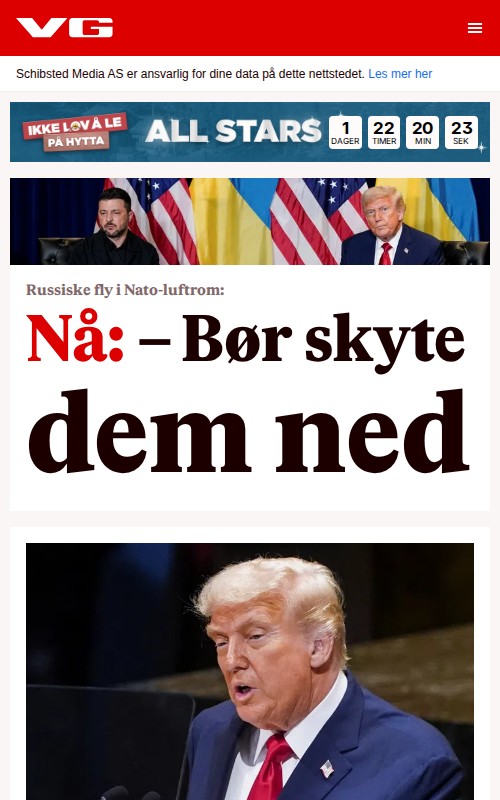 VG
Schibsted Media AS er ansvarlig for dine data på dette nettstedet. Les mer her
IKKE LOV Å LE
PÅ HYTTA
ALL STARS
1 22 20 23
DAGER TIMER MIN SEK
Russiske fly i Nato-luftrom:
Nå: – Bør skyte
dem ned